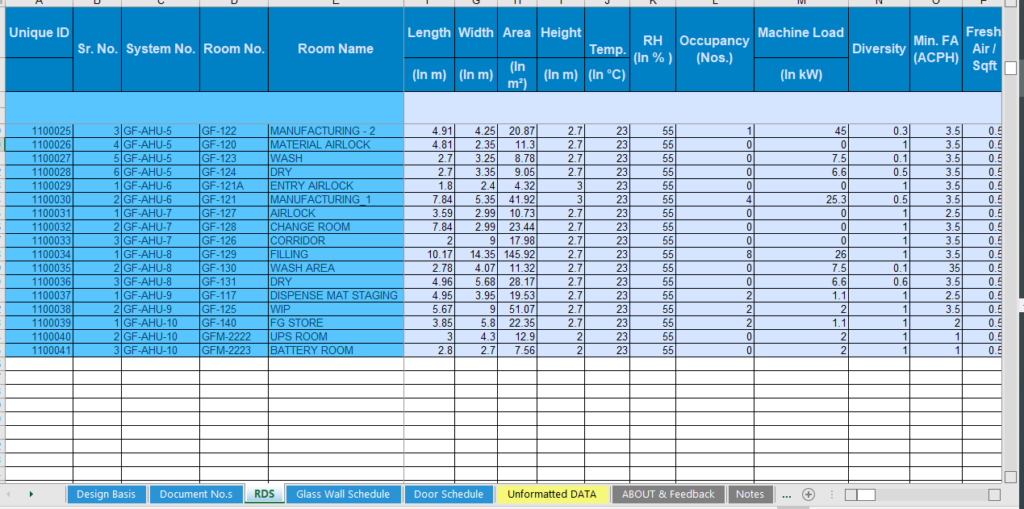 A B C D E F G H I J K L M N O P
Unique ID Sr. No. System No. Room No. Room Name Length Width Area Height Temp. RH (In % ) Occupancy (Nos.) Machine Load Diversity Min. FA (ACPH) Fresh Air / Sqft
(In m) (In m) (In m²) (In m) (In °C) (In kW)
1100025 3 GF-AHU-5 GF-122 MANUFACTURING - 2 4.91 4.25 20.87 2.7 23 55 1 45 0.3 3.5 0.5
1100026 4 GF-AHU-5 GF-120 MATERIAL AIRLOCK 4.81 2.35 11.3 2.7 23 55 0 0 1 3.5 0.5
1100027 5 GF-AHU-5 GF-123 WASH 2.7 3.25 8.78 2.7 23 55 0 7.5 0.1 3.5 0.5
1100028 6 GF-AHU-5 GF-124 DRY 2.7 3.35 9.05 2.7 23 55 0 6.6 0.5 3.5 0.5
1100029 1 GF-AHU-6 GF-121A ENTRY AIRLOCK 1.8 2.4 4.32 3 23 55 0 0 1 3.5 0.5
1100030 2 GF-AHU-6 GF-121 MANUFACTURING_1 7.84 5.35 41.92 3 23 55 4 25.3 0.5 3.5 0.5
1100031 1 GF-AHU-7 GF-127 AIRLOCK 3.59 2.99 10.73 2.7 23 55 0 0 1 2.5 0.5
1100032 2 GF-AHU-7 GF-128 CHANGE ROOM 7.84 2.99 23.44 2.7 23 55 0 0 1 3.5 0.5
1100033 3 GF-AHU-7 GF-126 CORRIDOR 2 9 17.98 2.7 23 55 0 0 1 3.5 0.5
1100034 1 GF-AHU-8 GF-129 FILLING 10.17 14.35 145.92 2.7 23 55 8 26 1 3.5 0.5
1100035 2 GF-AHU-8 GF-130 WASH AREA 2.78 4.07 11.32 2.7 23 55 0 7.5 0.1 35 0.5
1100036 3 GF-AHU-8 GF-131 DRY 4.96 5.68 28.17 2.7 23 55 0 6.6 0.6 3.5 0.5
1100037 1 GF-AHU-9 GF-117 DISPENSE MAT STAGING 4.95 3.95 19.53 2.7 23 55 2 1.1 1 2.5 0.5
1100038 2 GF-AHU-9 GF-125 WIP 5.67 9 51.07 2.7 23 55 2 2 1 3.5 0.5
1100039 1 GF-AHU-10 GF-140 FG STORE 3.85 5.8 22.35 2.7 23 55 2 1.1 1 2 0.5
1100040 2 GF-AHU-10 GFM-2222 UPS ROOM 3 4.3 12.9 2 23 55 0 2 1 1 0.5
1100041 3 GF-AHU-10 GFM-2223 BATTERY ROOM 2.8 2.7 7.56 2 23 55 0 2 1 1 0.5
Design Basis Document No.s RDS Glass Wall Schedule Door Schedule Unformatted DATA ABOUT & Feedback Notes ...